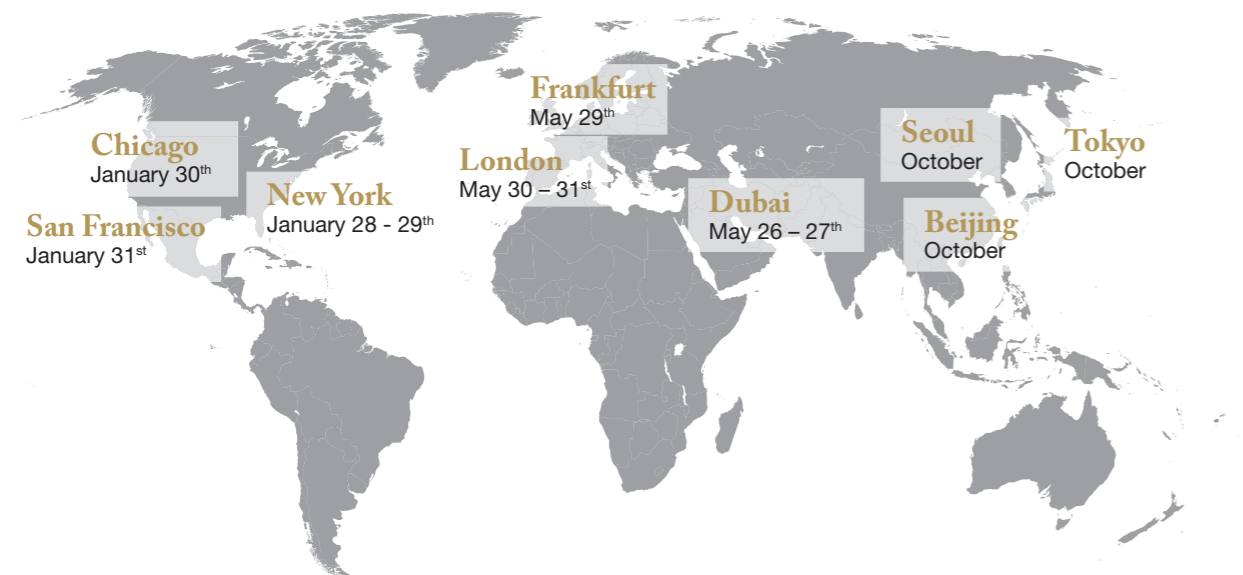 Frankfurt
May 29th
Chicago
January 30th
Seoul
October
Tokyo
October
London
May 30 – 31st
New York
January 28 - 29th
Dubai
May 26 – 27th
San Francisco
January 31st
Beijing
October